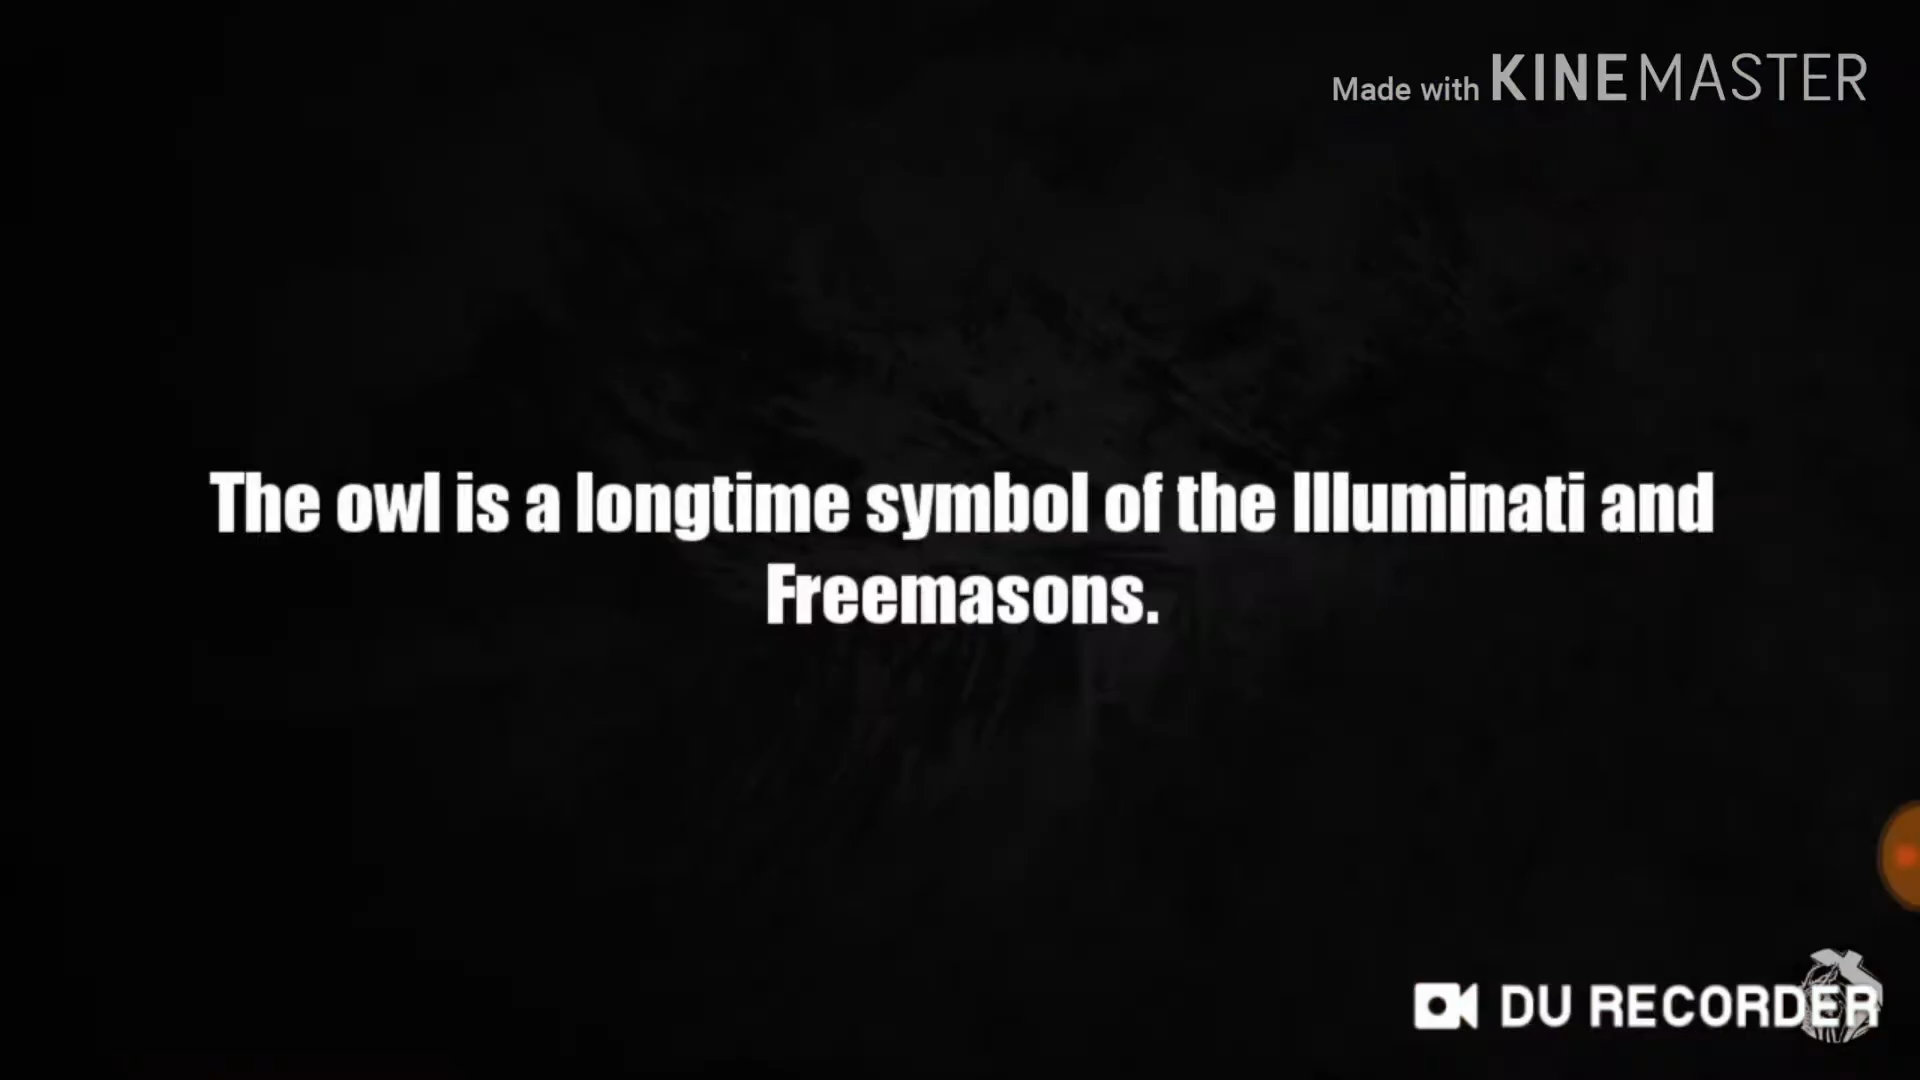 Made with KINEMASTER
The owl is a longtime symbol of the Illuminati and
Freemasons.
DU RECORDER